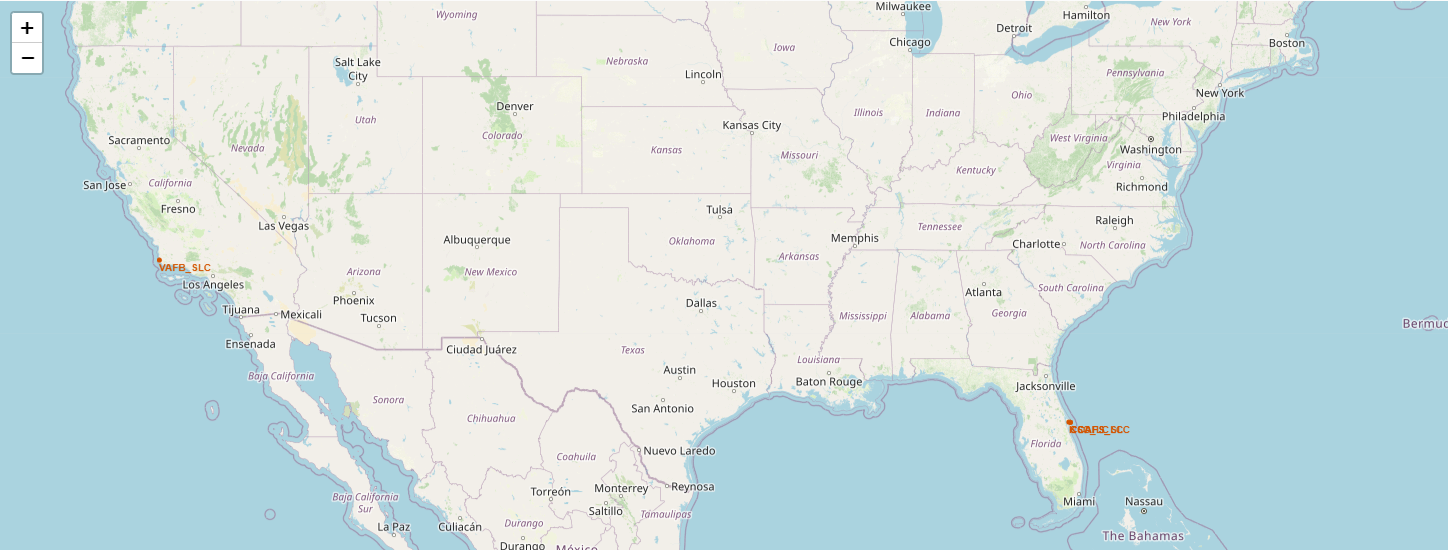 +
−
Wyoming
Milwaukee
Hamilton
New York
Detroit
Boston
Iowa
Chicago
Salt Lake
City
Nebraska
Lincoln
Pennsylvania
New York
Denver
Ohio
Illinois
Indiana
Utah
Colorado
Kansas City
Philadelphia
Sacramento
Nevada
Kansas
Missouri
West Virginia
Washington
Virginia
San Jose
California
Kentucky
Richmond
Fresno
Tulsa
Raleigh
Las Vegas
Albuquerque
Oklahoma
Memphis
Tennessee
Charlotte
North Carolina
VAFB_SLC
Arizona
New Mexico
Arkansas
Los Angeles
Atlanta
South Carolina
Phoenix
Dallas
Tijuana
Mexicali
Tucson
Mississippi
Alabama
Georgia
Bermuc
Ensenada
Ciudad Juárez
Texas
Louisiana
Baja California
Austin
Houston
Baton Rouge
Jacksonville
Sonora
San Antonio
Chihuahua
Florida
Nuevo Laredo
Coahuila
Baja California
Sur
Torreón
Monterrey
Reynosa
Saltillo
Tamaulipas
Miami
Nassau
La Paz
Culiacán
Durango
The Bahamas
Durango
México